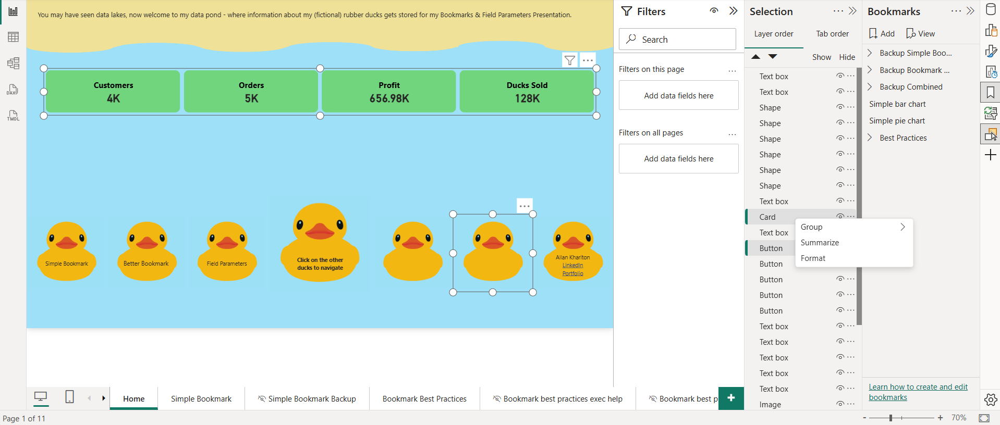 You may have seen data lakes, now welcome to my data pond - where information about my (fictional) rubber ducks gets stored for my Bookmarks & Field Parameters Presentation.
Customers
4K
Orders
5K
Profit
656.98K
Ducks Sold
128K
Simple Bookmark
Better Bookmark
Field Parameters
Click on the other
ducks to navigate
Allan Khariton
LinkedIn
Portfolio
DAX
TMDL
Home
Simple Bookmark
Simple Bookmark Backup
Bookmark Best Practices
Bookmark best practices exec help
Bookmark best p
Page 1 of 11
Filters
Search
Filters on this page
Add data fields here
Filters on all pages
Add data fields here
Selection
Layer order
Tab order
Show
Hide
Text box
Text box
Shape
Shape
Shape
Shape
Shape
Shape
Text box
Card
Text box
Button
Button
Button
Button
Button
Text box
Text box
Text box
Text box
Text box
Image
Group
Summarize
Format
Bookmarks
Add
View
Backup Simple Boo...
Backup Bookmark ...
Backup Combined
Simple bar chart
Simple pie chart
Best Practices
Learn how to create and edit
bookmarks
70%